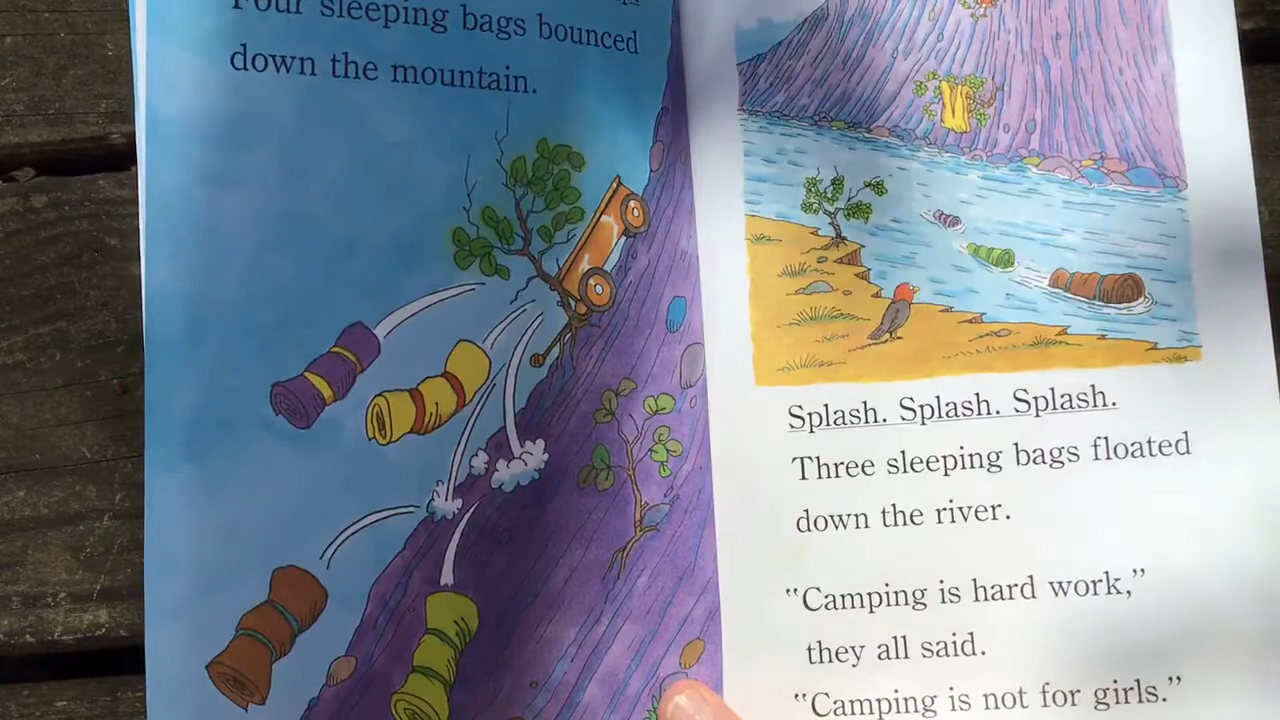 Four sleeping bags bounced
down the mountain.
Splash. Splash. Splash.
Three sleeping bags floated
down the river.
“Camping is hard work,”
they all said.
“Camping is not for girls.”